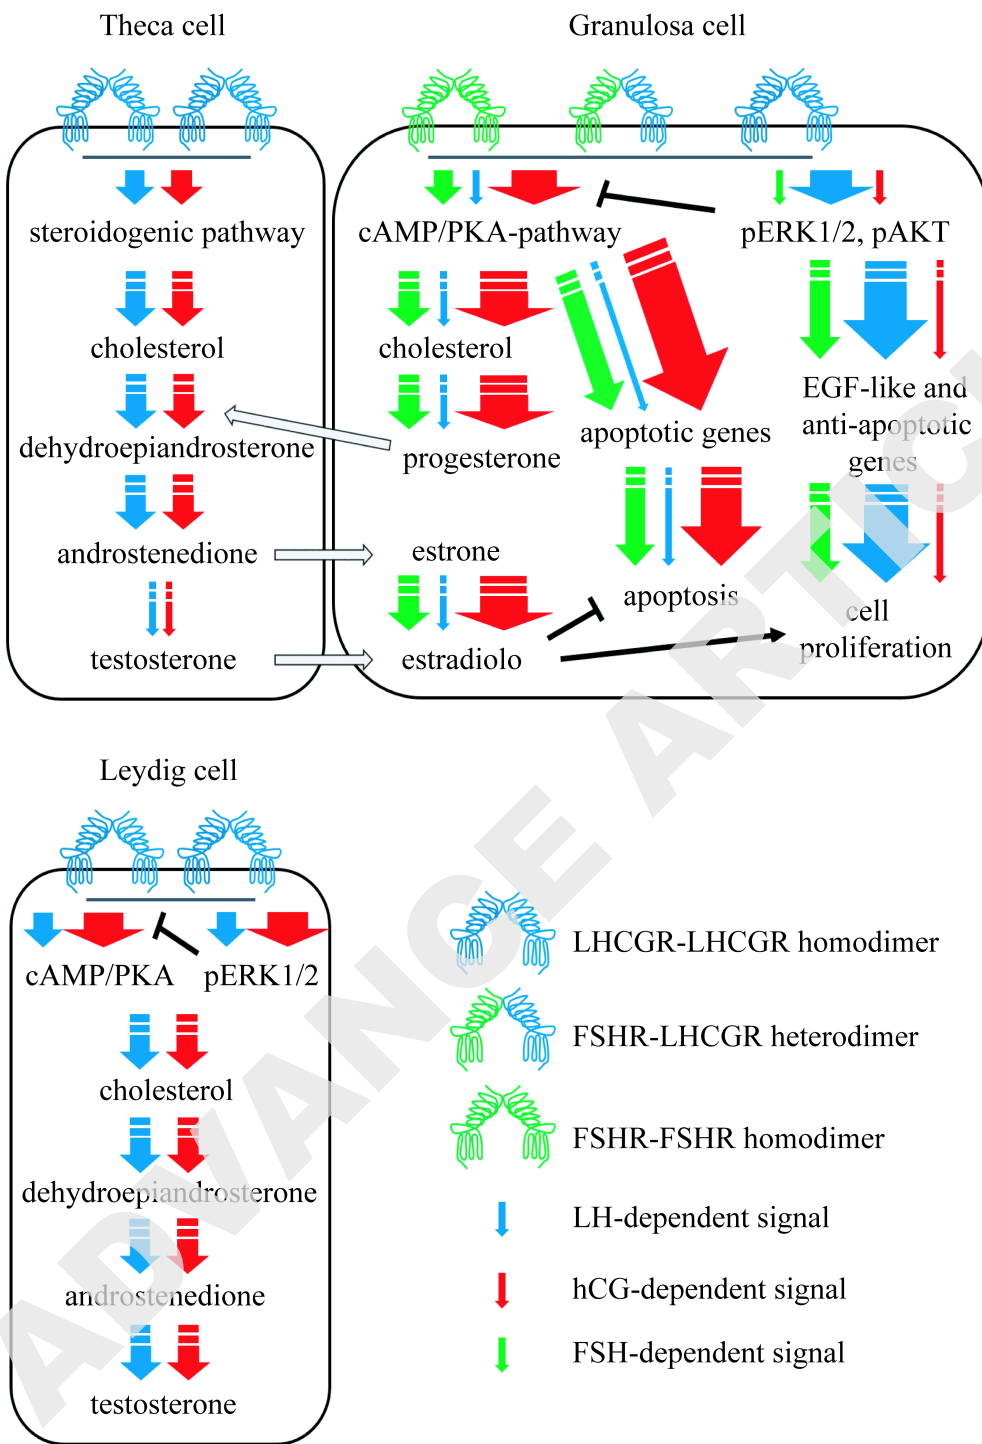 Theca cell
steroidogenic pathway
cholesterol
dehydroepiandrosterone
androstenedione
testosterone
Granulosa cell
cAMP/PKA-pathway
pERK1/2, pAKT
cholesterol
progesterone
estrone
estradiolo
apoptotic genes
apoptosis
EGF-like and
anti-apoptotic
genes
cell
proliferation
Leydig cell
cAMP/PKA
pERK1/2
cholesterol
dehydroepiandrosterone
androstenedione
testosterone
LHCGR-LHCGR homodimer
FSHR-LHCGR heterodimer
FSHR-FSHR homodimer
LH-dependent signal
hCG-dependent signal
FSH-dependent signal
ADVANCE